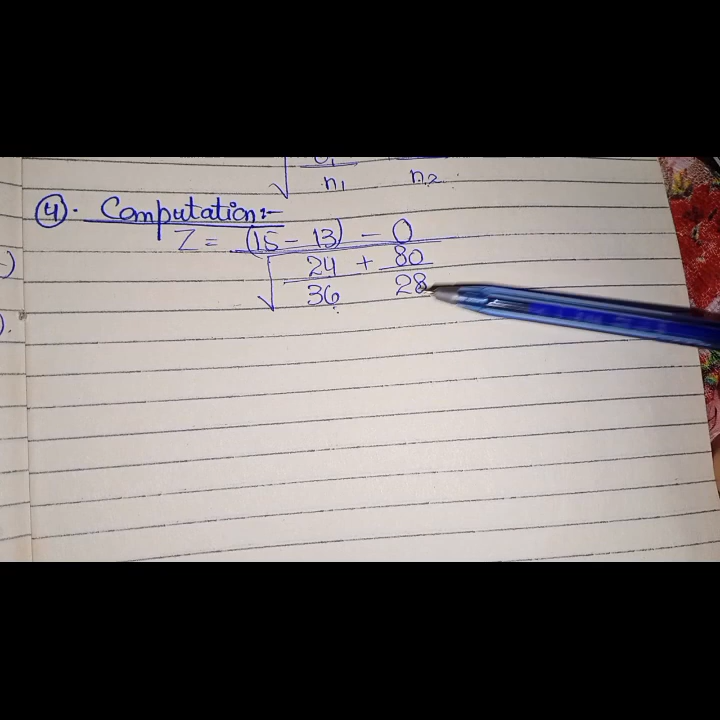 n1 n2
④. Computation:-
Z = (15 - 13) - 0
√ 24 + 80
36 28